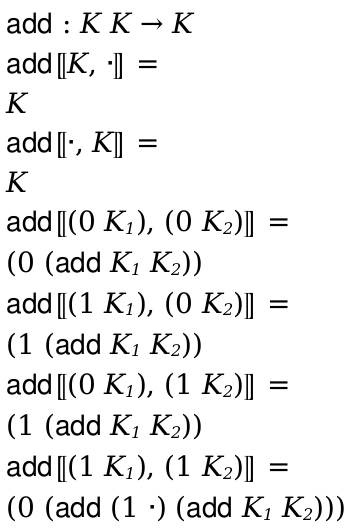 add : K K → K
add⟦K, ·⟧ =
K
add⟦·, K⟧ =
K
add⟦(0 K₁), (0 K₂)⟧ =
(0 (add K₁ K₂))
add⟦(1 K₁), (0 K₂)⟧ =
(1 (add K₁ K₂))
add⟦(0 K₁), (1 K₂)⟧ =
(1 (add K₁ K₂))
add⟦(1 K₁), (1 K₂)⟧ =
(0 (add (1 ·) (add K₁ K₂)))